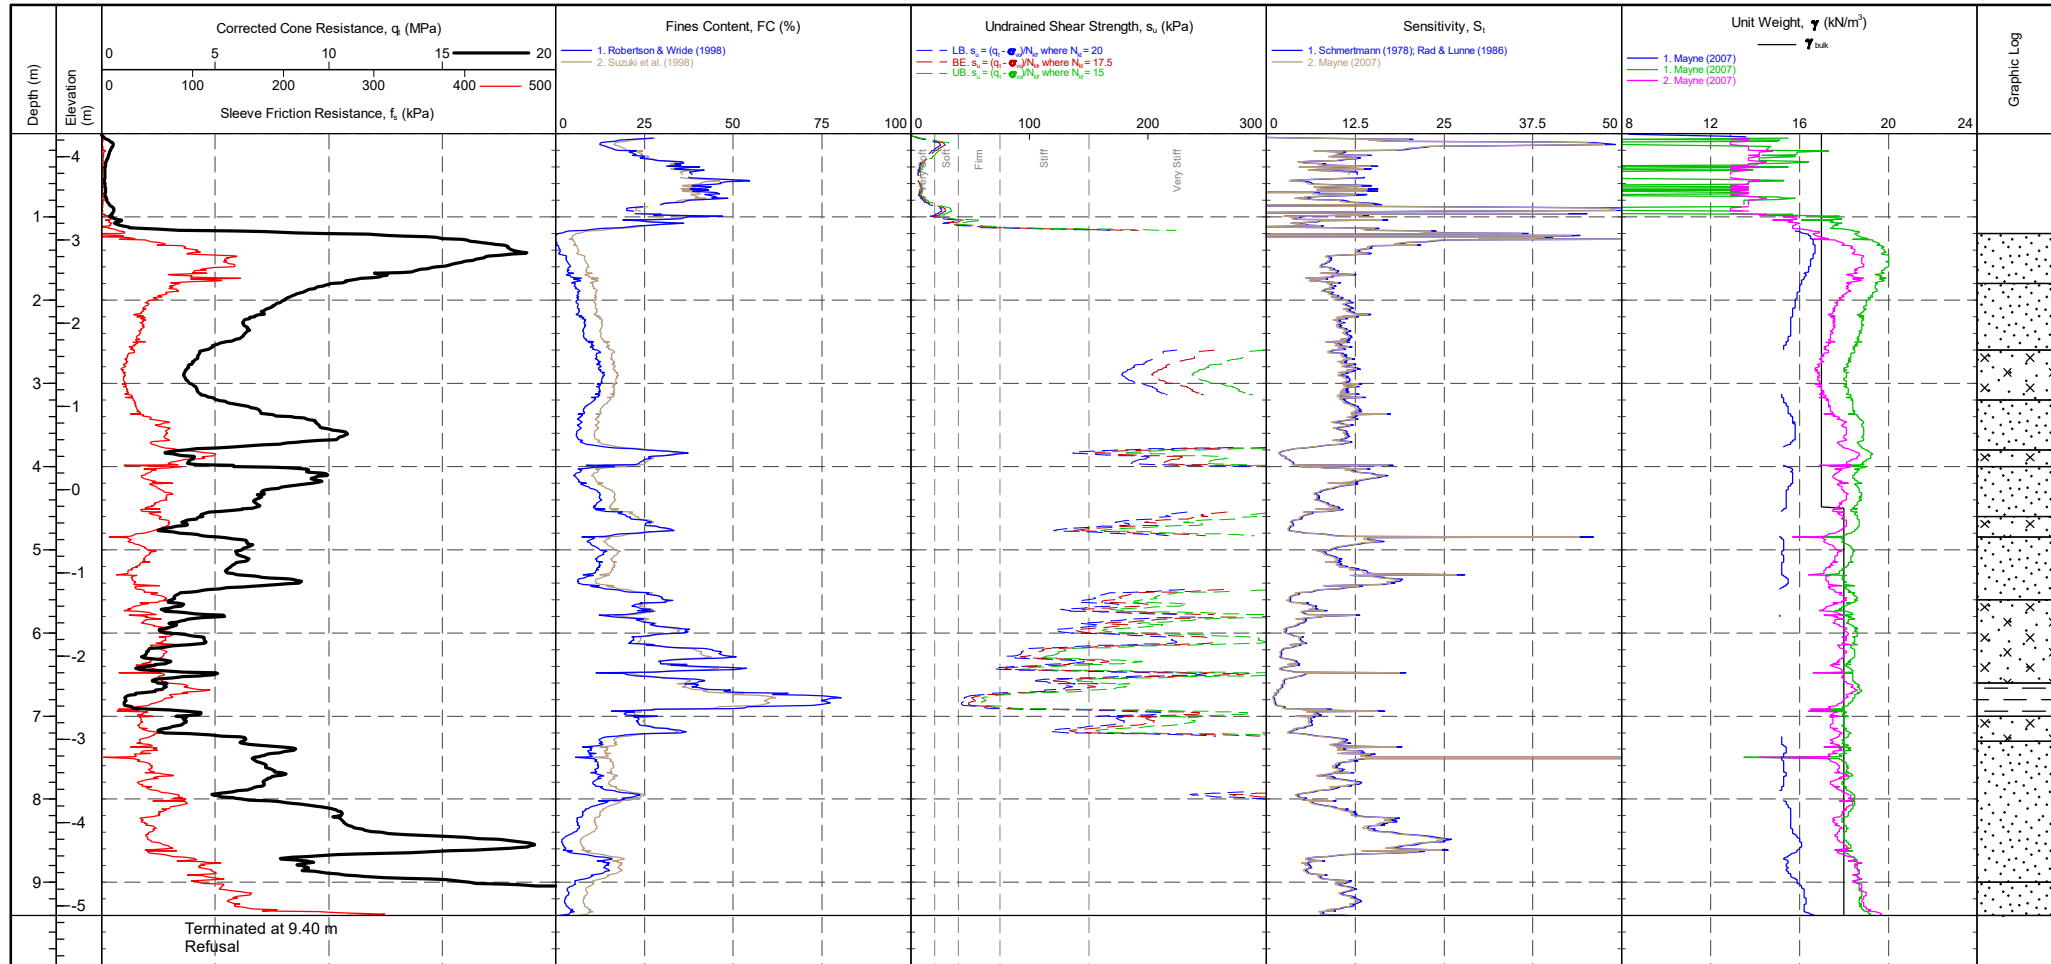 Corrected Cone Resistance, qt (MPa)
0 5 10 15 20
0 100 200 300 400 500
Sleeve Friction Resistance, fs (kPa)
Depth (m)
Elevation (m)
Fines Content, FC (%)
1. Robertson & Wride (1998)
2. Suzuki et al. (1998)
0 25 50 75 100
Undrained Shear Strength, su (kPa)
LB. su = (qt - σvo)/Nkt where Nkt = 20
BE. su = (qt - σvo)/Nkt where Nkt = 17.5
UB. su = (qt - σvo)/Nkt where Nkt = 15
0 100 200 300
Very Soft
Soft
Firm
Stiff
Very Stiff
Sensitivity, St
1. Schmertmann (1978); Rad & Lunne (1986)
2. Mayne (2007)
0 12.5 25 37.5 50
Unit Weight, γ (kN/m³)
γbulk
1. Mayne (2007)
1. Mayne (2007)
2. Mayne (2007)
8 12 16 20 24
Graphic Log
4
1
3
2
2
3
1
4
0
5
-1
6
-2
7
-3
8
-4
9
-5
Terminated at 9.40 m
Refusal